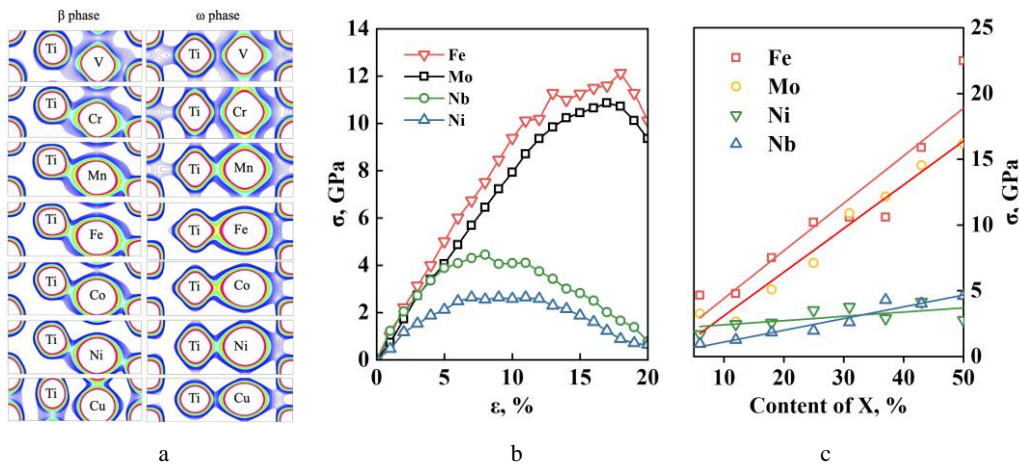 β phase
ω phase
Ti
V
Ti
V
Ti
Cr
Ti
Cr
Ti
Mn
Ti
Mn
Ti
Fe
Ti
Fe
Ti
Co
Ti
Co
Ti
Ni
Ti
Ni
Ti
Cu
Ti
Cu
a
b
14
12
10
8
6
4
2
0
σ, GPa
Fe
Mo
Nb
Ni
0 5 10 15 20
ε, %
b
c
Fe
Mo
Ni
Nb
25
20
15
10
5
0
σ, GPa
10 20 30 40 50
Content of X, %
c